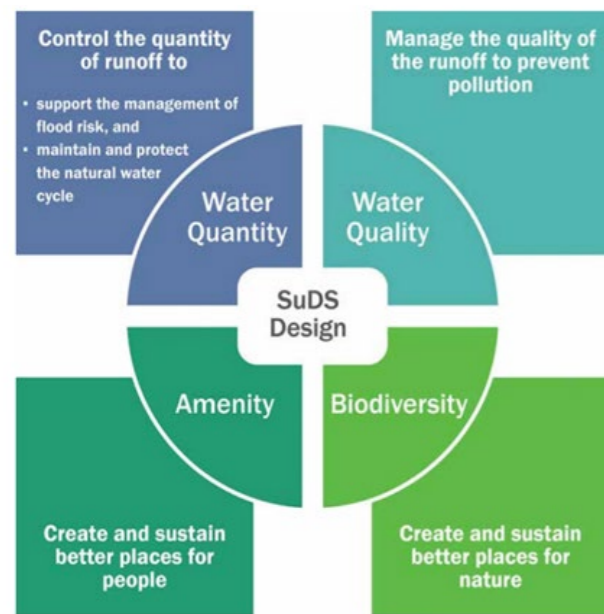 Control the quantity
of runoff to
• support the management of
flood risk, and
• maintain and protect
the natural water
cycle
Manage the quality of
the runoff to prevent
pollution
Water
Quantity
Water
Quality
SuDS
Design
Amenity
Biodiversity
Create and sustain
better places for
people
Create and sustain
better places for
nature